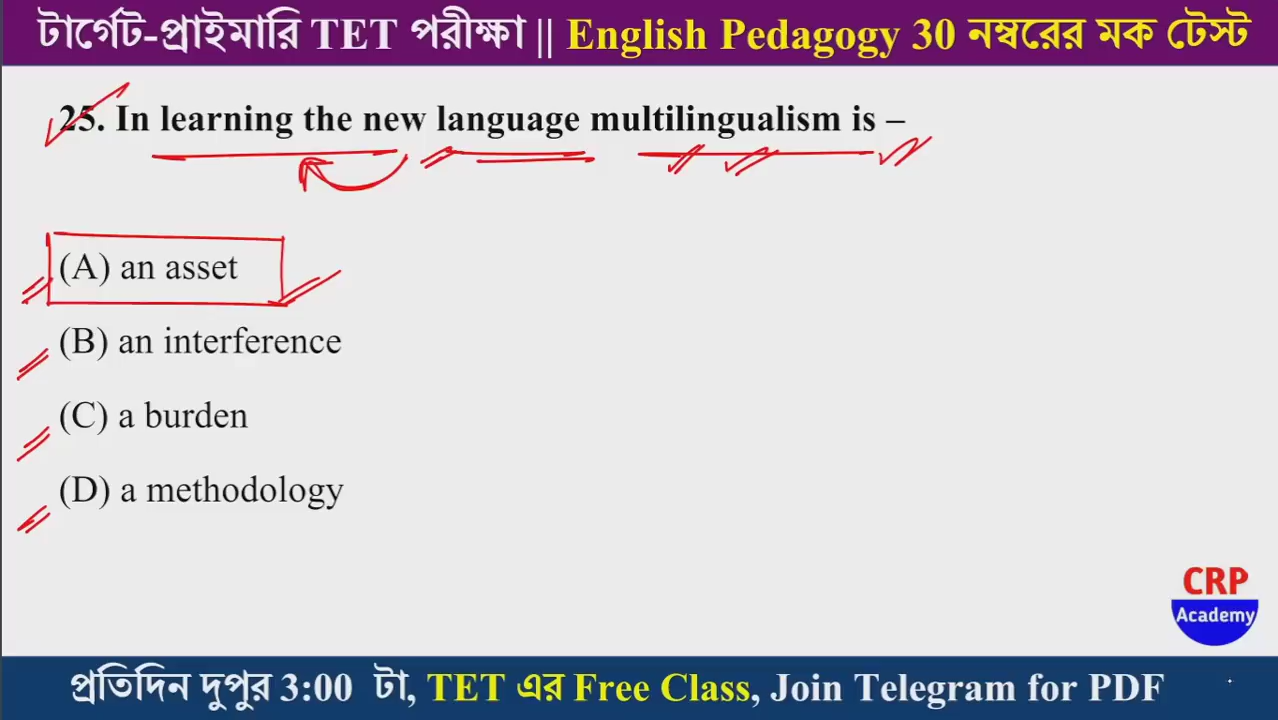 টার্গেট-প্রাইমারি TET পরীক্ষা || English Pedagogy 30 নম্বরের মক টেস্ট
25. In learning the new language multilingualism is –
(A) an asset
(B) an interference
(C) a burden
(D) a methodology
CRP
Academy
প্রতিদিন দুপুর 3:00 টা, TET এর Free Class, Join Telegram for PDF